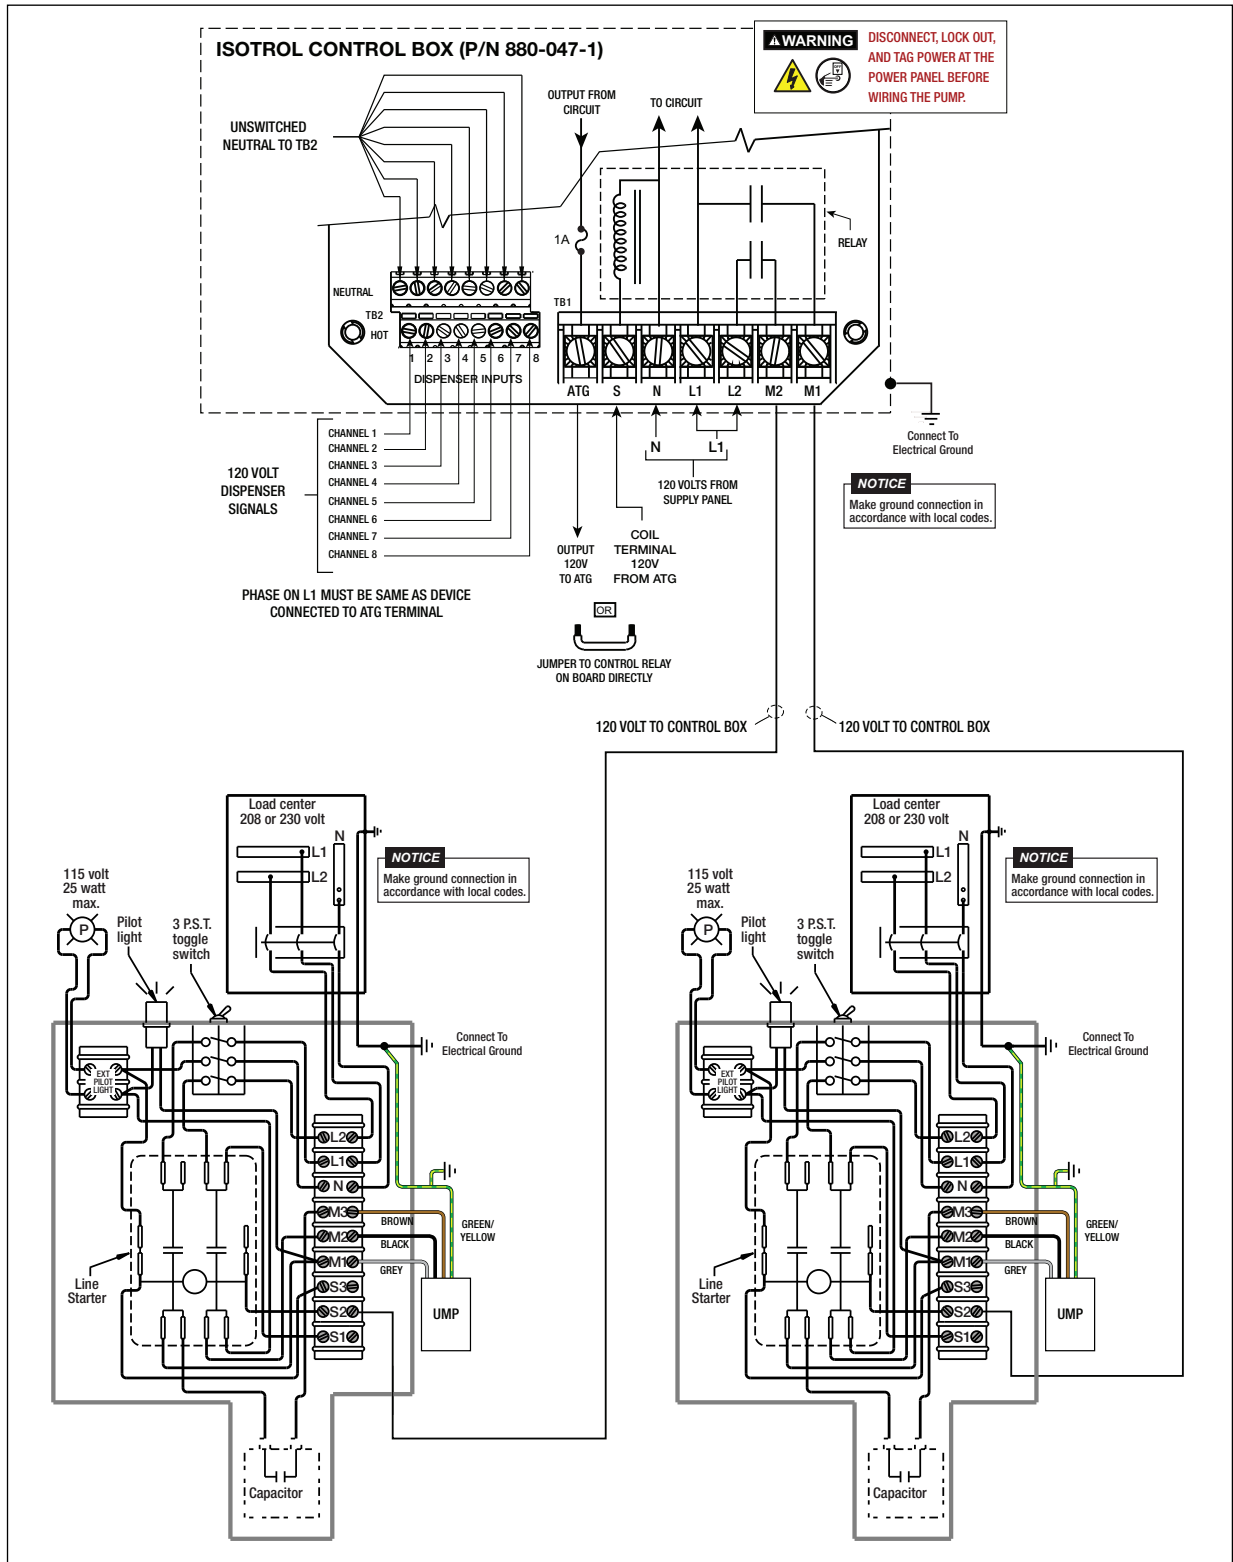 ISOTROL CONTROL BOX (P/N 880-047-1)
WARNING
DISCONNECT, LOCK OUT,
AND TAG POWER AT THE
POWER PANEL BEFORE
WIRING THE PUMP.
OFF
UNSWITCHED
NEUTRAL TO TB2
OUTPUT FROM
CIRCUIT
TO CIRCUIT
1A
RELAY
NEUTRAL
TB2
HOT
TB1
1 2 3 4 5 6 7 8
DISPENSER INPUTS
ATG S N L1 L2 M2 M1
CHANNEL 1
CHANNEL 2
CHANNEL 3
CHANNEL 4
CHANNEL 5
CHANNEL 6
CHANNEL 7
CHANNEL 8
120 VOLT
DISPENSER
SIGNALS
N L1
120 VOLTS FROM
SUPPLY PANEL
Connect To
Electrical Ground
NOTICE
Make ground connection in
accordance with local codes.
OUTPUT
120V
TO ATG
COIL
TERMINAL
120V
FROM ATG
PHASE ON L1 MUST BE SAME AS DEVICE
CONNECTED TO ATG TERMINAL
OR
JUMPER TO CONTROL RELAY
ON BOARD DIRECTLY
120 VOLT TO CONTROL BOX
120 VOLT TO CONTROL BOX
Load center
208 or 230 volt
N
L1
L2
NOTICE
Make ground connection in
accordance with local codes.
115 volt
25 watt
max.
P
Pilot
light
3 P.S.T.
toggle
switch
Connect To
Electrical Ground
EXT
PILOT
LIGHT
L2
L1
N
M3
M2
M1
S3
S2
S1
BROWN
BLACK
GREY
GREEN/
YELLOW
Line
Starter
UMP
Capacitor
Load center
208 or 230 volt
N
L1
L2
NOTICE
Make ground connection in
accordance with local codes.
115 volt
25 watt
max.
P
Pilot
light
3 P.S.T.
toggle
switch
Connect To
Electrical Ground
EXT
PILOT
LIGHT
L2
L1
N
M3
M2
M1
S3
S2
S1
BROWN
BLACK
GREY
GREEN/
YELLOW
Line
Starter
UMP
Capacitor